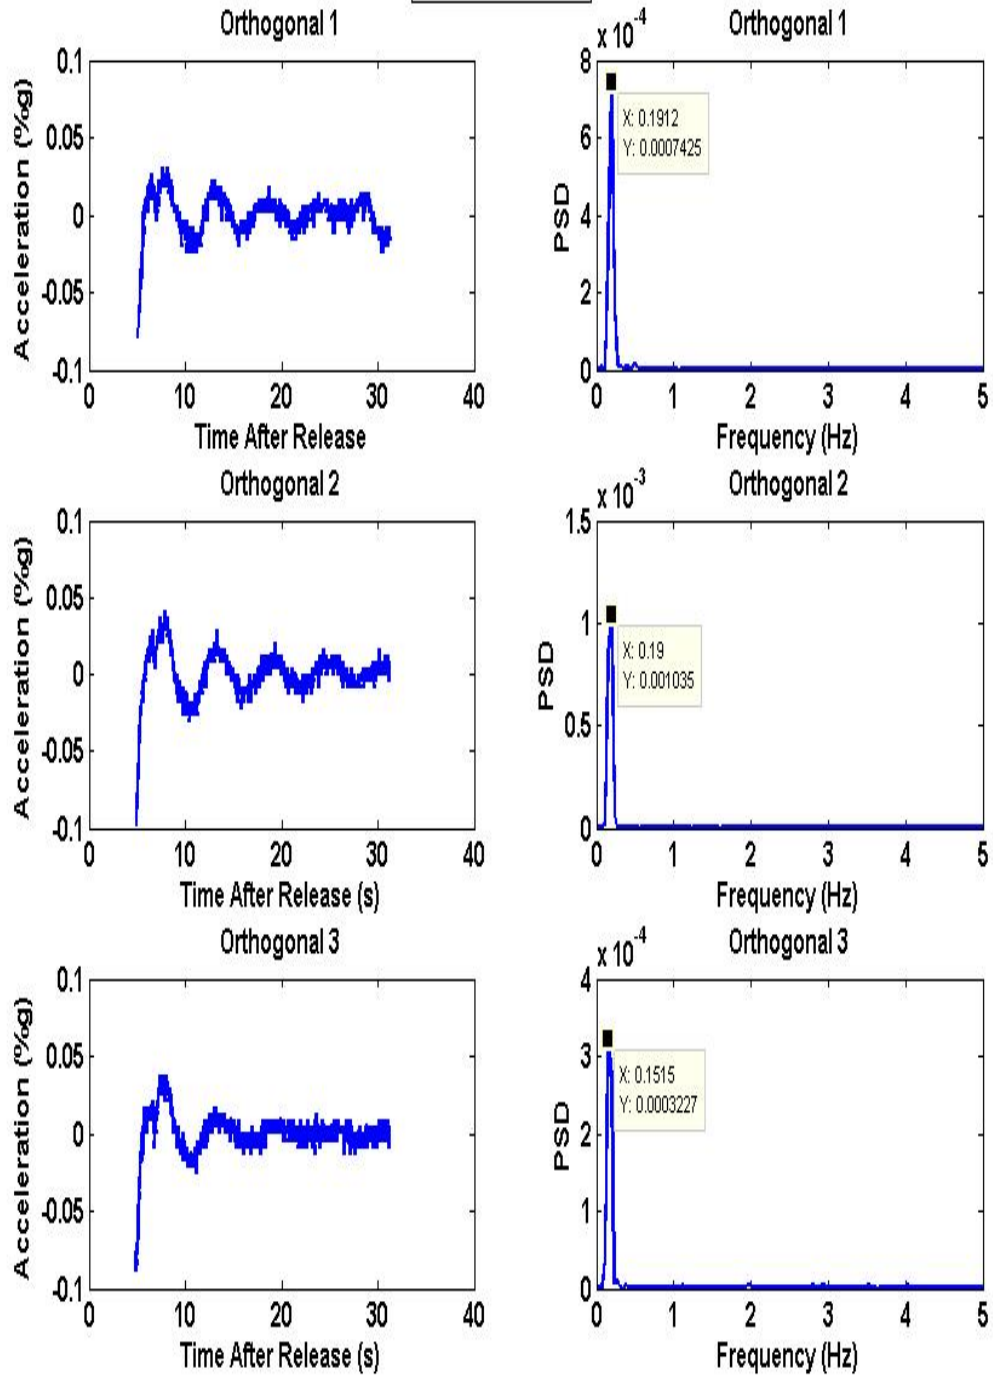 Orthogonal 1
Acceleration (%g)
0.1
0.05
0
-0.05
-0.1
0 10 20 30 40
Time After Release
Orthogonal 1
x 10-4
PSD
8
6
4
2
0
X: 0.1912
Y: 0.0007425
0 1 2 3 4 5
Frequency (Hz)
Orthogonal 2
Acceleration (%g)
0.1
0.05
0
-0.05
-0.1
0 10 20 30 40
Time After Release (s)
Orthogonal 2
x 10-3
PSD
1.5
1
0.5
0
X: 0.19
Y: 0.001035
0 1 2 3 4 5
Frequency (Hz)
Orthogonal 3
Acceleration (%g)
0.1
0.05
0
-0.05
-0.1
0 10 20 30 40
Time After Release (s)
Orthogonal 3
x 10-4
PSD
4
3
2
1
0
X: 0.1515
Y: 0.0003227
0 1 2 3 4 5
Frequency (Hz)